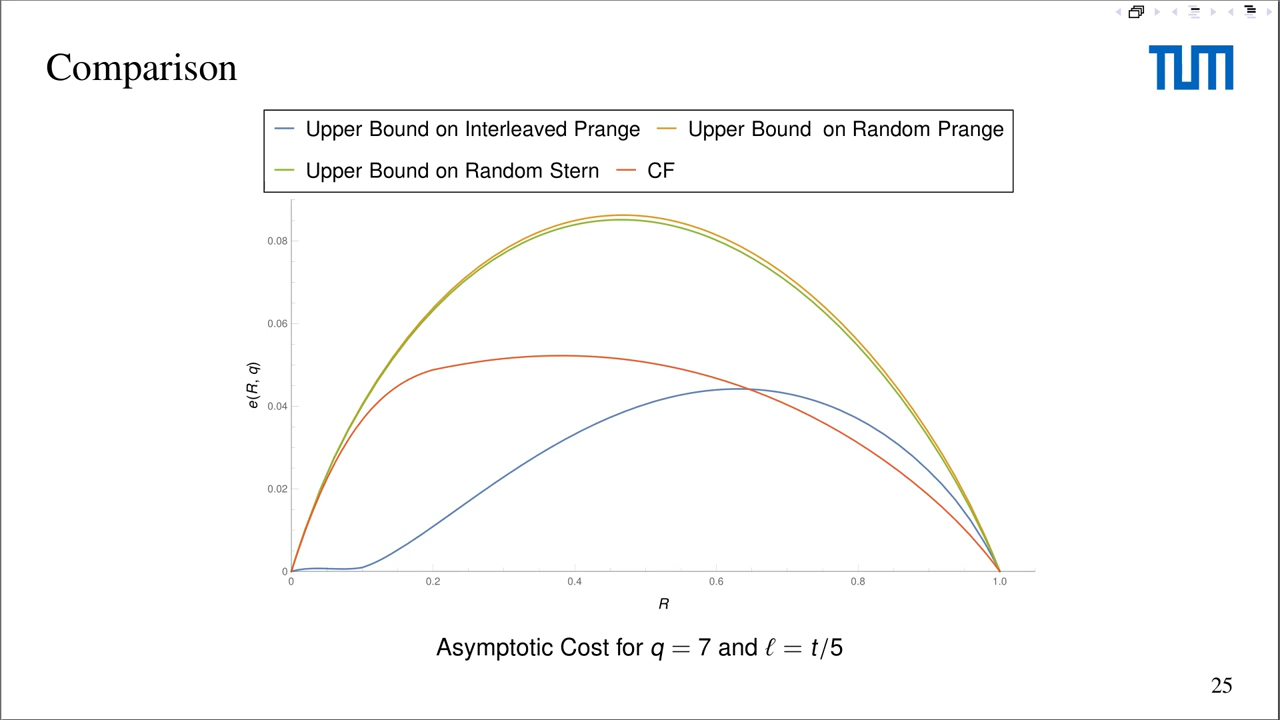 Comparison
TUM
Upper Bound on Interleaved Prange Upper Bound on Random Prange
Upper Bound on Random Stern CF
0.08
0.06
0.04
0.02
0
e(R, q)
0 0.2 0.4 0.6 0.8 1.0
R
Asymptotic Cost for q = 7 and ℓ = t/5
25